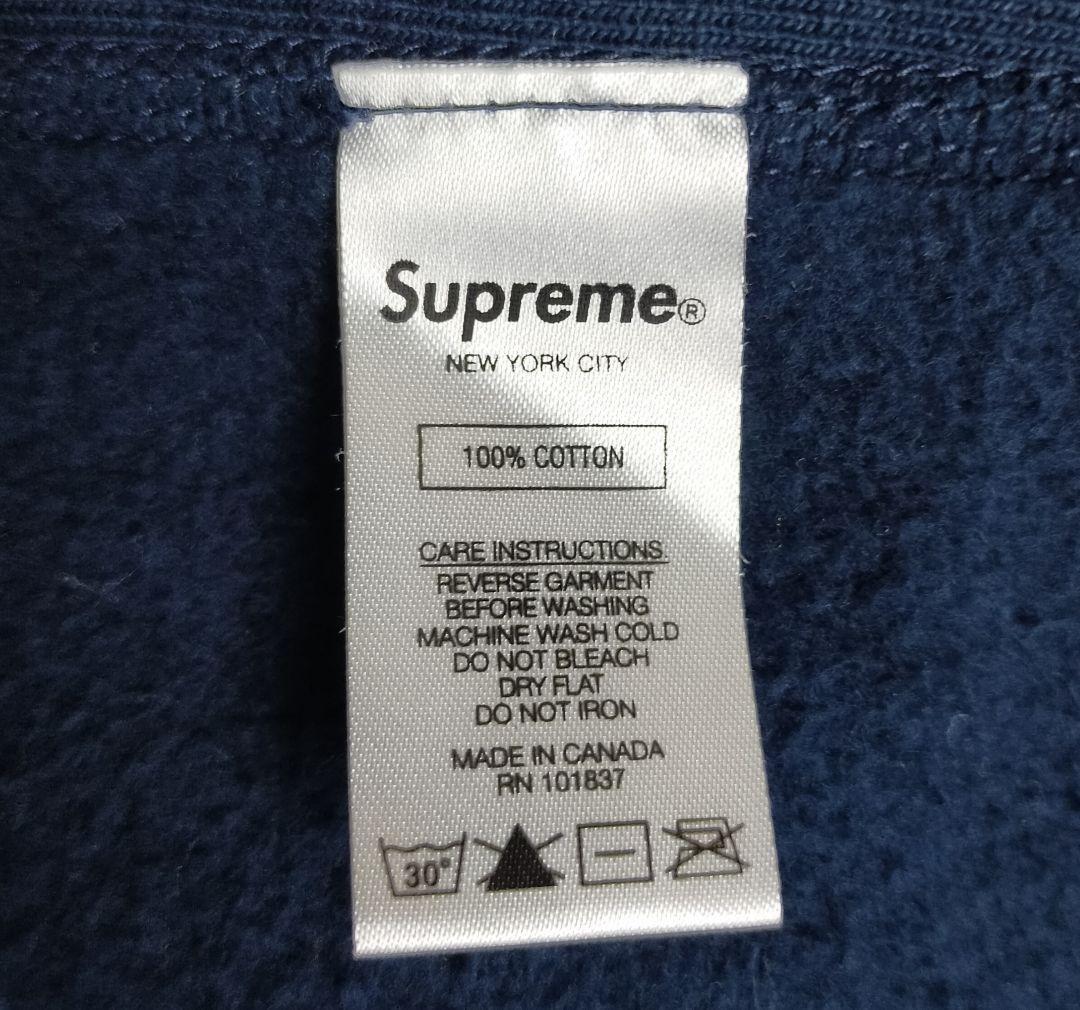 Supreme®
NEW YORK CITY
100% COTTON
CARE INSTRUCTIONS
REVERSE GARMENT
BEFORE WASHING
MACHINE WASH COLD
DO NOT BLEACH
DRY FLAT
DO NOT IRON
MADE IN CANADA
RN 101837
30°